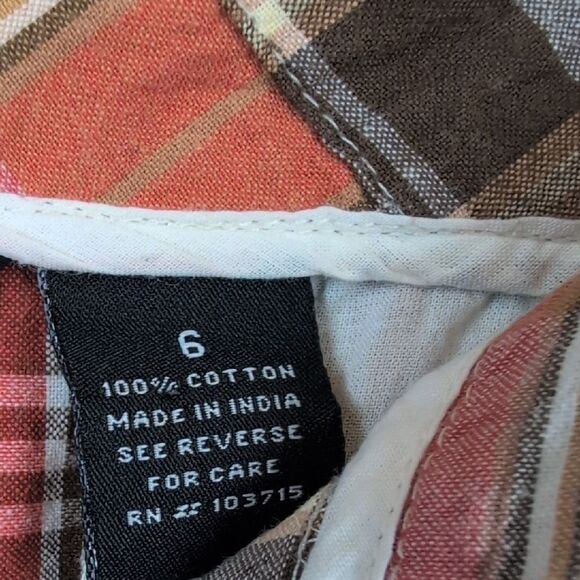 6
100% COTTON
MADE IN INDIA
SEE REVERSE
FOR CARE
RN # 103715